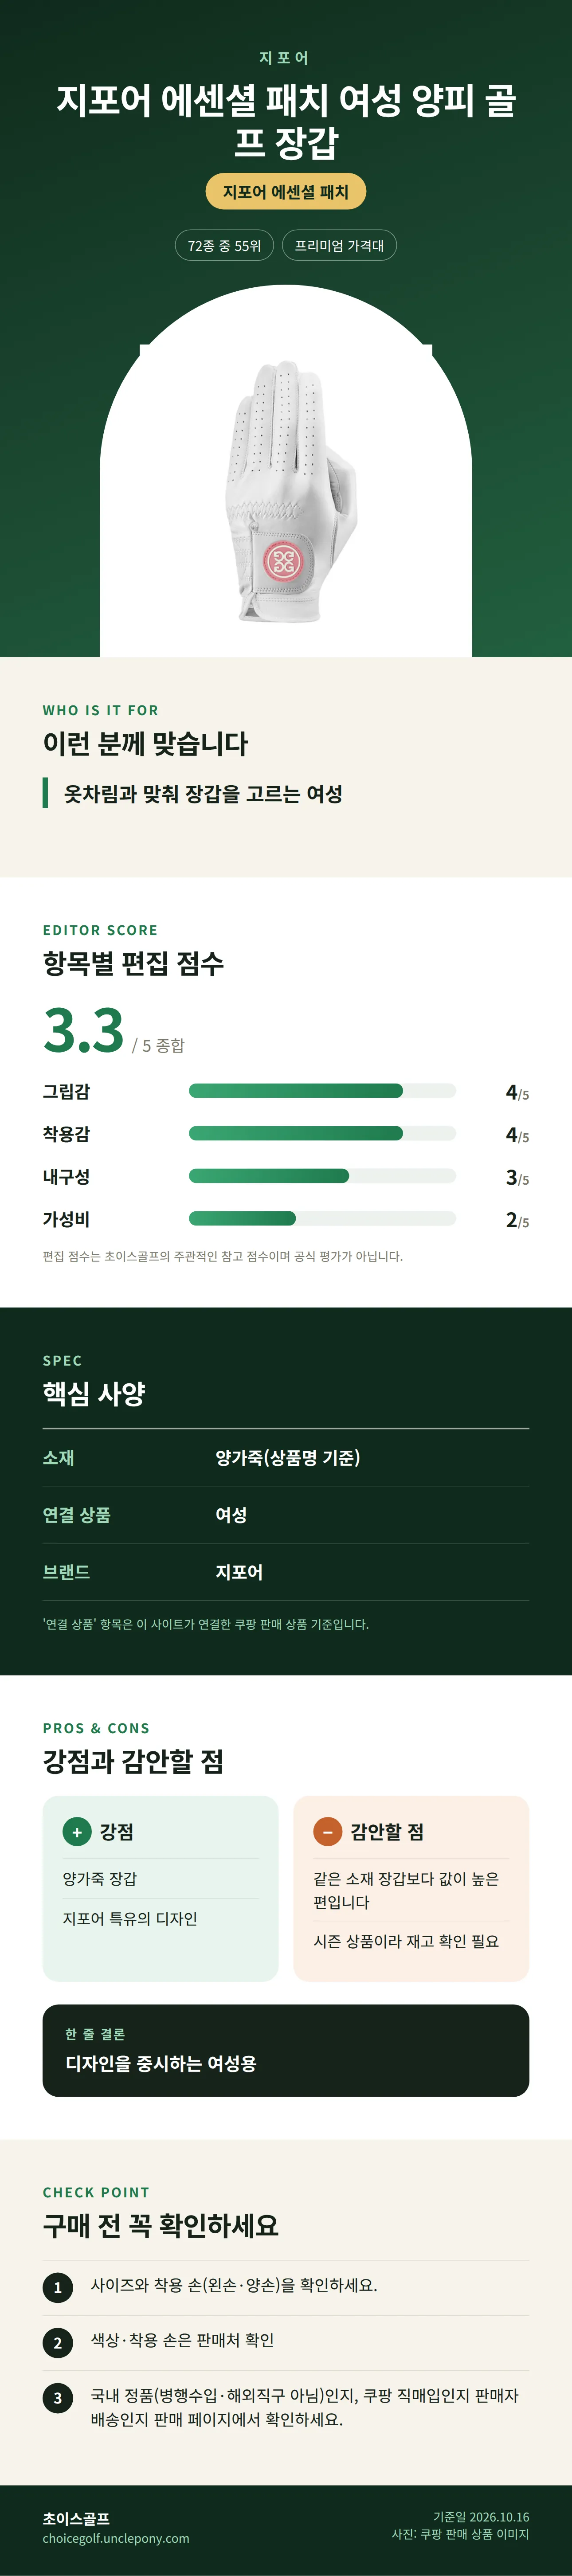 지포어
지포어 에센셜 패치 여성 양피 골
프 장갑
지포어 에센셜 패치
72종 중 55위
프리미엄 가격대
WHO IS IT FOR
이런 분께 맞습니다
옷차림과 맞춰 장갑을 고르는 여성
EDITOR SCORE
항목별 편집 점수
3.3 / 5 종합
그립감 4/5
착용감 4/5
내구성 3/5
가성비 2/5
편집 점수는 초이스골프의 주관적인 참고 점수이며 공식 평가가 아닙니다.
SPEC
핵심 사양
소재 양가죽(상품명 기준)
연결 상품 여성
브랜드 지포어
'연결 상품' 항목은 이 사이트가 연결한 쿠팡 판매 상품 기준입니다.
PROS & CONS
강점과 감안할 점
+ 강점
양가죽 장갑
지포어 특유의 디자인
− 감안할 점
같은 소재 장갑보다 값이 높은
편입니다
시즌 상품이라 재고 확인 필요
한 줄 결론
디자인을 중시하는 여성용
CHECK POINT
구매 전 꼭 확인하세요
1 사이즈와 착용 손(왼손·양손)을 확인하세요.
2 색상·착용 손은 판매처 확인
3 국내 정품(병행수입·해외직구 아님)인지, 쿠팡 직매입인지 판매자
배송인지 판매 페이지에서 확인하세요.
초이스골프
choicegolf.unclepony.com
기준일 2026.10.16
사진: 쿠팡 판매 상품 이미지